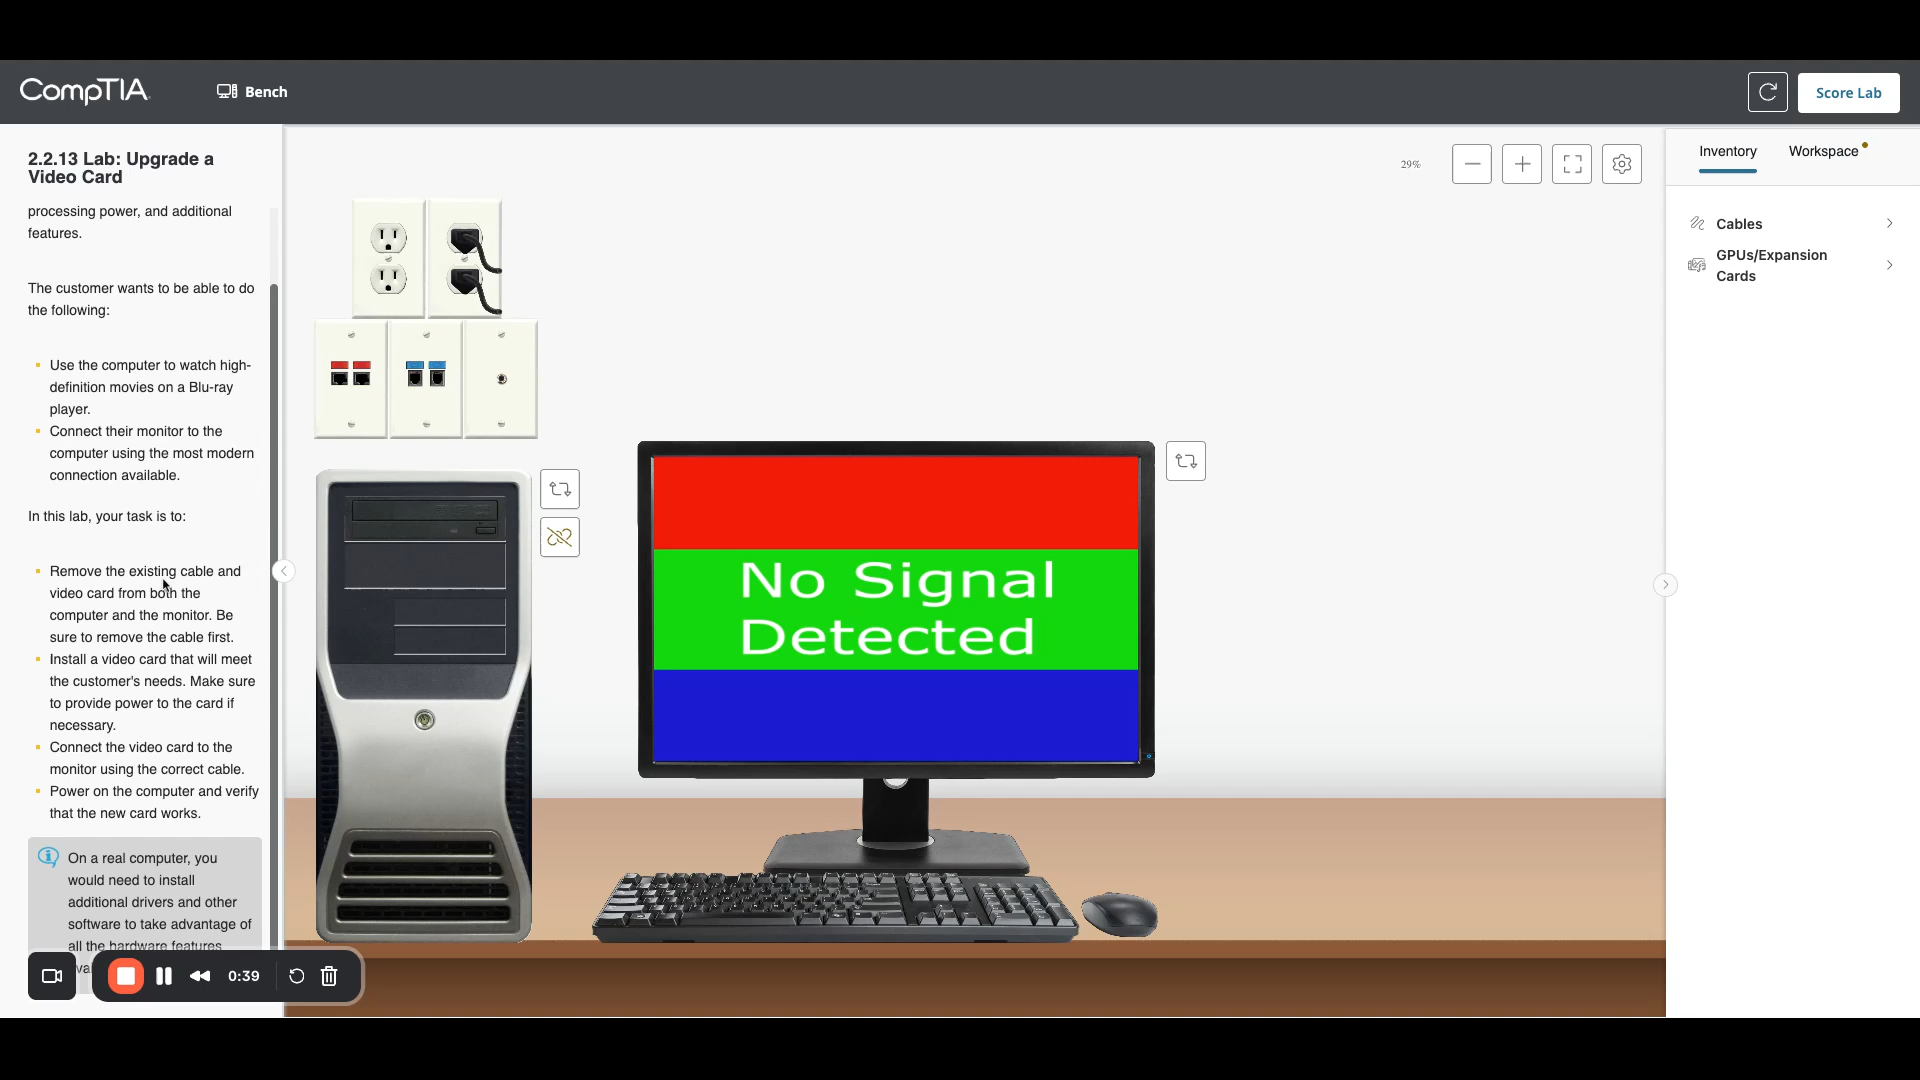 CompTIA.
Bench
Score Lab
2.2.13 Lab: Upgrade a
Video Card
processing power, and additional
features.
The customer wants to be able to do
the following:
Use the computer to watch high-
definition movies on a Blu-ray
player.
Connect their monitor to the
computer using the most modern
connection available.
In this lab, your task is to:
Remove the existing cable and
video card from both the
computer and the monitor. Be
sure to remove the cable first.
Install a video card that will meet
the customer's needs. Make sure
to provide power to the card if
necessary.
Connect the video card to the
monitor using the correct cable.
Power on the computer and verify
that the new card works.
On a real computer, you
would need to install
additional drivers and other
software to take advantage of
all the hardware features
0:39
29%
No Signal
Detected
Inventory
Workspace
Cables
GPUs/Expansion
Cards